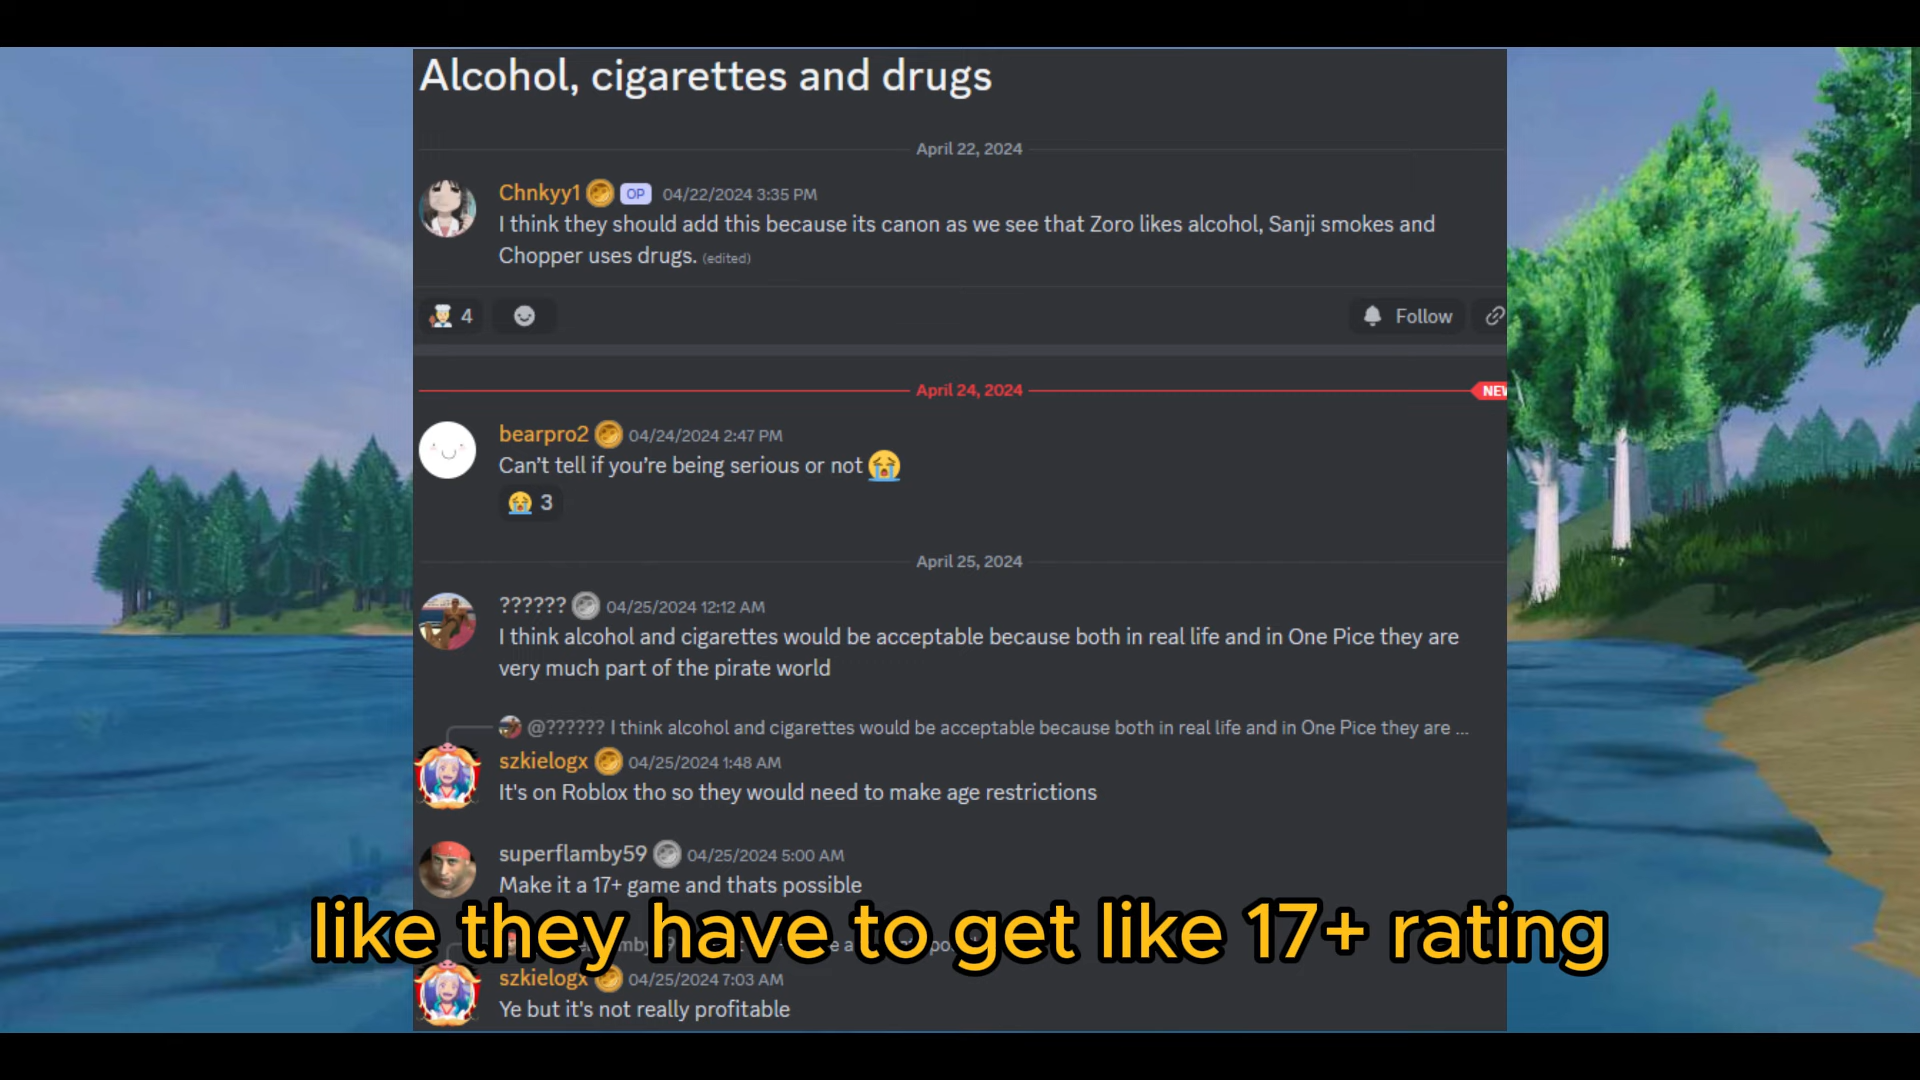 Alcohol, cigarettes and drugs
April 22, 2024
Chnkyy1 OP 04/22/2024 3:35 PM
I think they should add this because its canon as we see that Zoro likes alcohol, Sanji smokes and
Chopper uses drugs. (edited)
4
Follow
April 24, 2024
NEW
bearpro2 04/24/2024 2:47 PM
Can't tell if you're being serious or not
3
April 25, 2024
?????? 04/25/2024 12:12 AM
I think alcohol and cigarettes would be acceptable because both in real life and in One Pice they are
very much part of the pirate world
@?????? I think alcohol and cigarettes would be acceptable because both in real life and in One Pice they are ...
szkielogx 04/25/2024 1:48 AM
It's on Roblox tho so they would need to make age restrictions
superflamby59 04/25/2024 5:00 AM
Make it a 17+ game and thats possible
like they have to get like 17+ rating
szkielogx 04/25/2024 7:03 AM
Ye but it's not really profitable